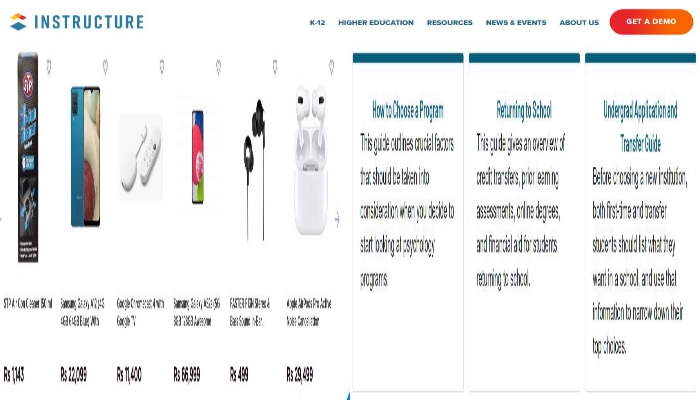 INSTRUCTURE
K-12 HIGHER EDUCATION RESOURCES NEWS & EVENTS ABOUT US GET A DEMO
STP
STP Air Con Cleaner 150 ml
Rs 1,143
Samsung Galaxy A12 (4G
4GB 64GB Blue) With
Rs 22,099
Google Chromecast 4 with
Google TV
Rs 11,400
Samsung Galaxy A52s (5G
8GB 128GB Awesome
Rs 66,999
FASTER Stereo &
Bass Sound In-Ear
Rs 499
Apple AirPods Pro Active
Noise Cancellation
Rs 29,499
How to Choose a Program
This guide outlines crucial factors
that should be taken into
consideration when you decide to
start looking at psychology
programs.
Returning to School
This guide gives an overview of
credit transfers, prior learning
assessments, online degrees,
and financial aid for students
returning to school.
Undergrad Application and
Transfer Guide
Before choosing a new institution,
both first-time and transfer
students should list what they
want in a school, and use that
information to narrow down their
top choices.